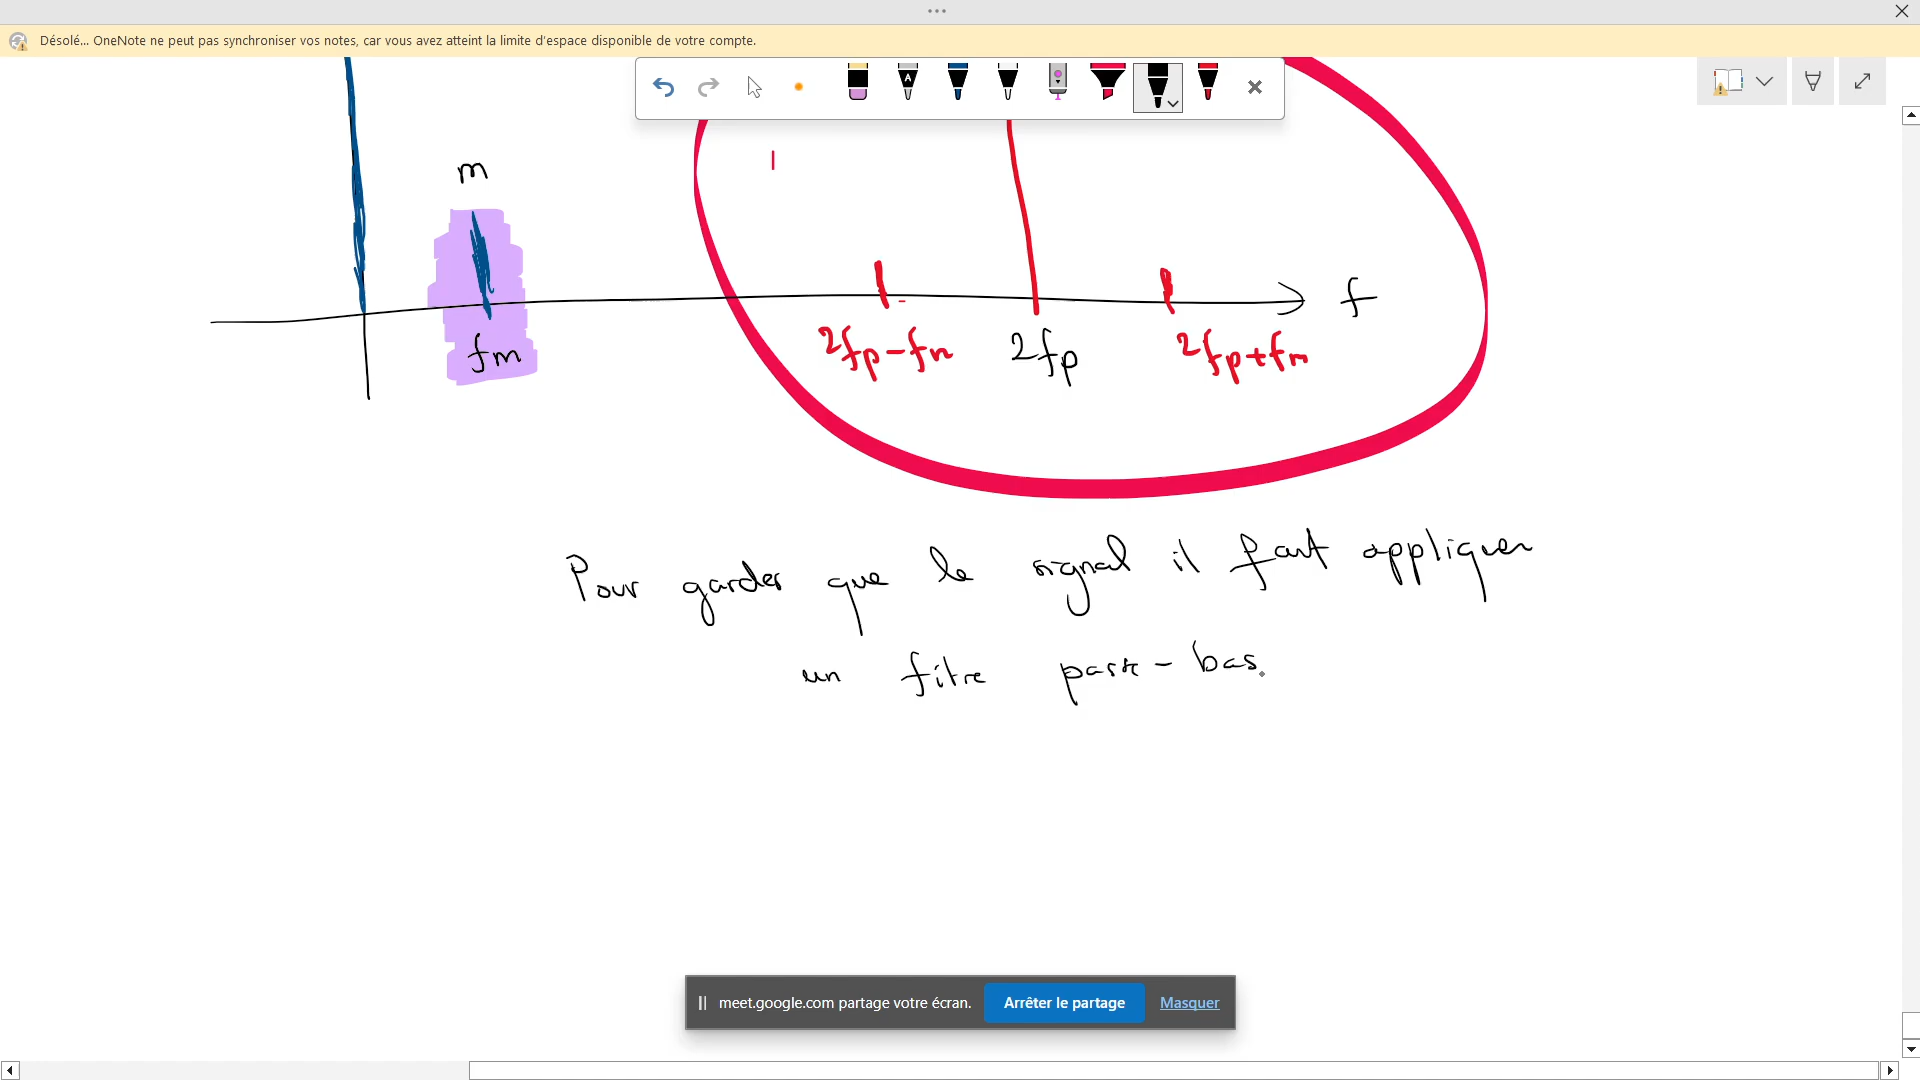 Désolé... OneNote ne peut pas synchroniser vos notes, car vous avez atteint la limite d'espace disponible de votre compte.
A
m
f
fm
2fp-fm
2fp
2fp+fm
Pour garder que le signal il faut appliquer
un filtre passe-bas.
meet.google.com partage votre écran.
Arrêter le partage
Masquer